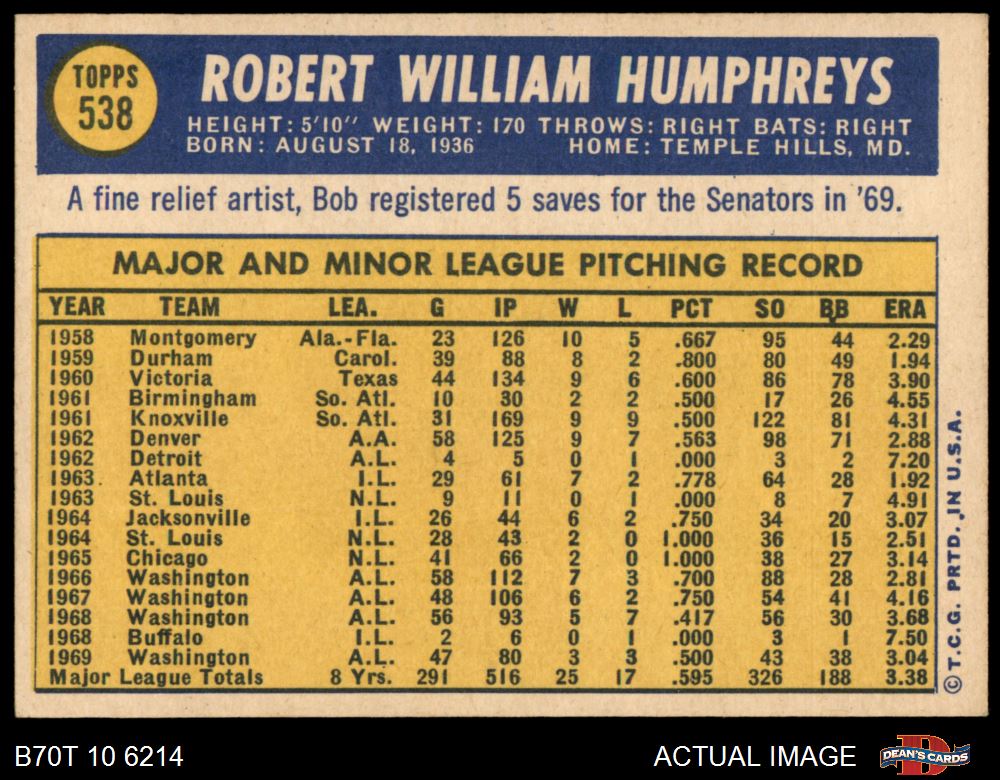 TOPPS
538
ROBERT WILLIAM HUMPHREYS
HEIGHT: 5'10" WEIGHT: 170 THROWS: RIGHT BATS: RIGHT
BORN: AUGUST 18, 1936 HOME: TEMPLE HILLS, MD.
A fine relief artist, Bob registered 5 saves for the Senators in '69.
MAJOR AND MINOR LEAGUE PITCHING RECORD
YEAR TEAM LEA. G IP W L PCT SO BB ERA
1958 Montgomery Ala.-Fla. 23 126 10 5 .667 95 44 2.29
1959 Durham Carol. 39 88 8 2 .800 80 49 1.94
1960 Victoria Texas 44 134 9 6 .600 86 78 3.90
1961 Birmingham So. Atl. 10 30 2 2 .500 17 26 4.55
1961 Knoxville So. Atl. 31 169 9 9 .500 122 81 4.31
1962 Denver A.A. 58 125 9 7 .563 98 71 2.88
1962 Detroit A.L. 4 5 0 1 .000 3 2 7.20
1963 Atlanta I.L. 29 61 7 2 .778 64 28 1.92
1963 St. Louis N.L. 9 11 0 1 .000 8 7 4.91
1964 Jacksonville I.L. 26 44 6 2 .750 34 20 3.07
1964 St. Louis N.L. 28 43 2 0 1.000 36 15 2.51
1965 Chicago N.L. 41 66 2 0 1.000 38 27 3.14
1966 Washington A.L. 58 112 7 3 .700 88 28 2.81
1967 Washington A.L. 48 106 6 2 .750 54 41 4.16
1968 Washington A.L. 56 93 5 7 .417 56 30 3.68
1968 Buffalo I.L. 2 6 0 1 .000 3 1 7.50
1969 Washington A.L. 47 80 3 3 .500 43 38 3.04
Major League Totals 8 Yrs. 291 516 25 17 .595 326 188 3.38
© T.C.G. PRTD. IN U.S.A.
B70T 10 6214
ACTUAL IMAGE
DEAN'S CARDS